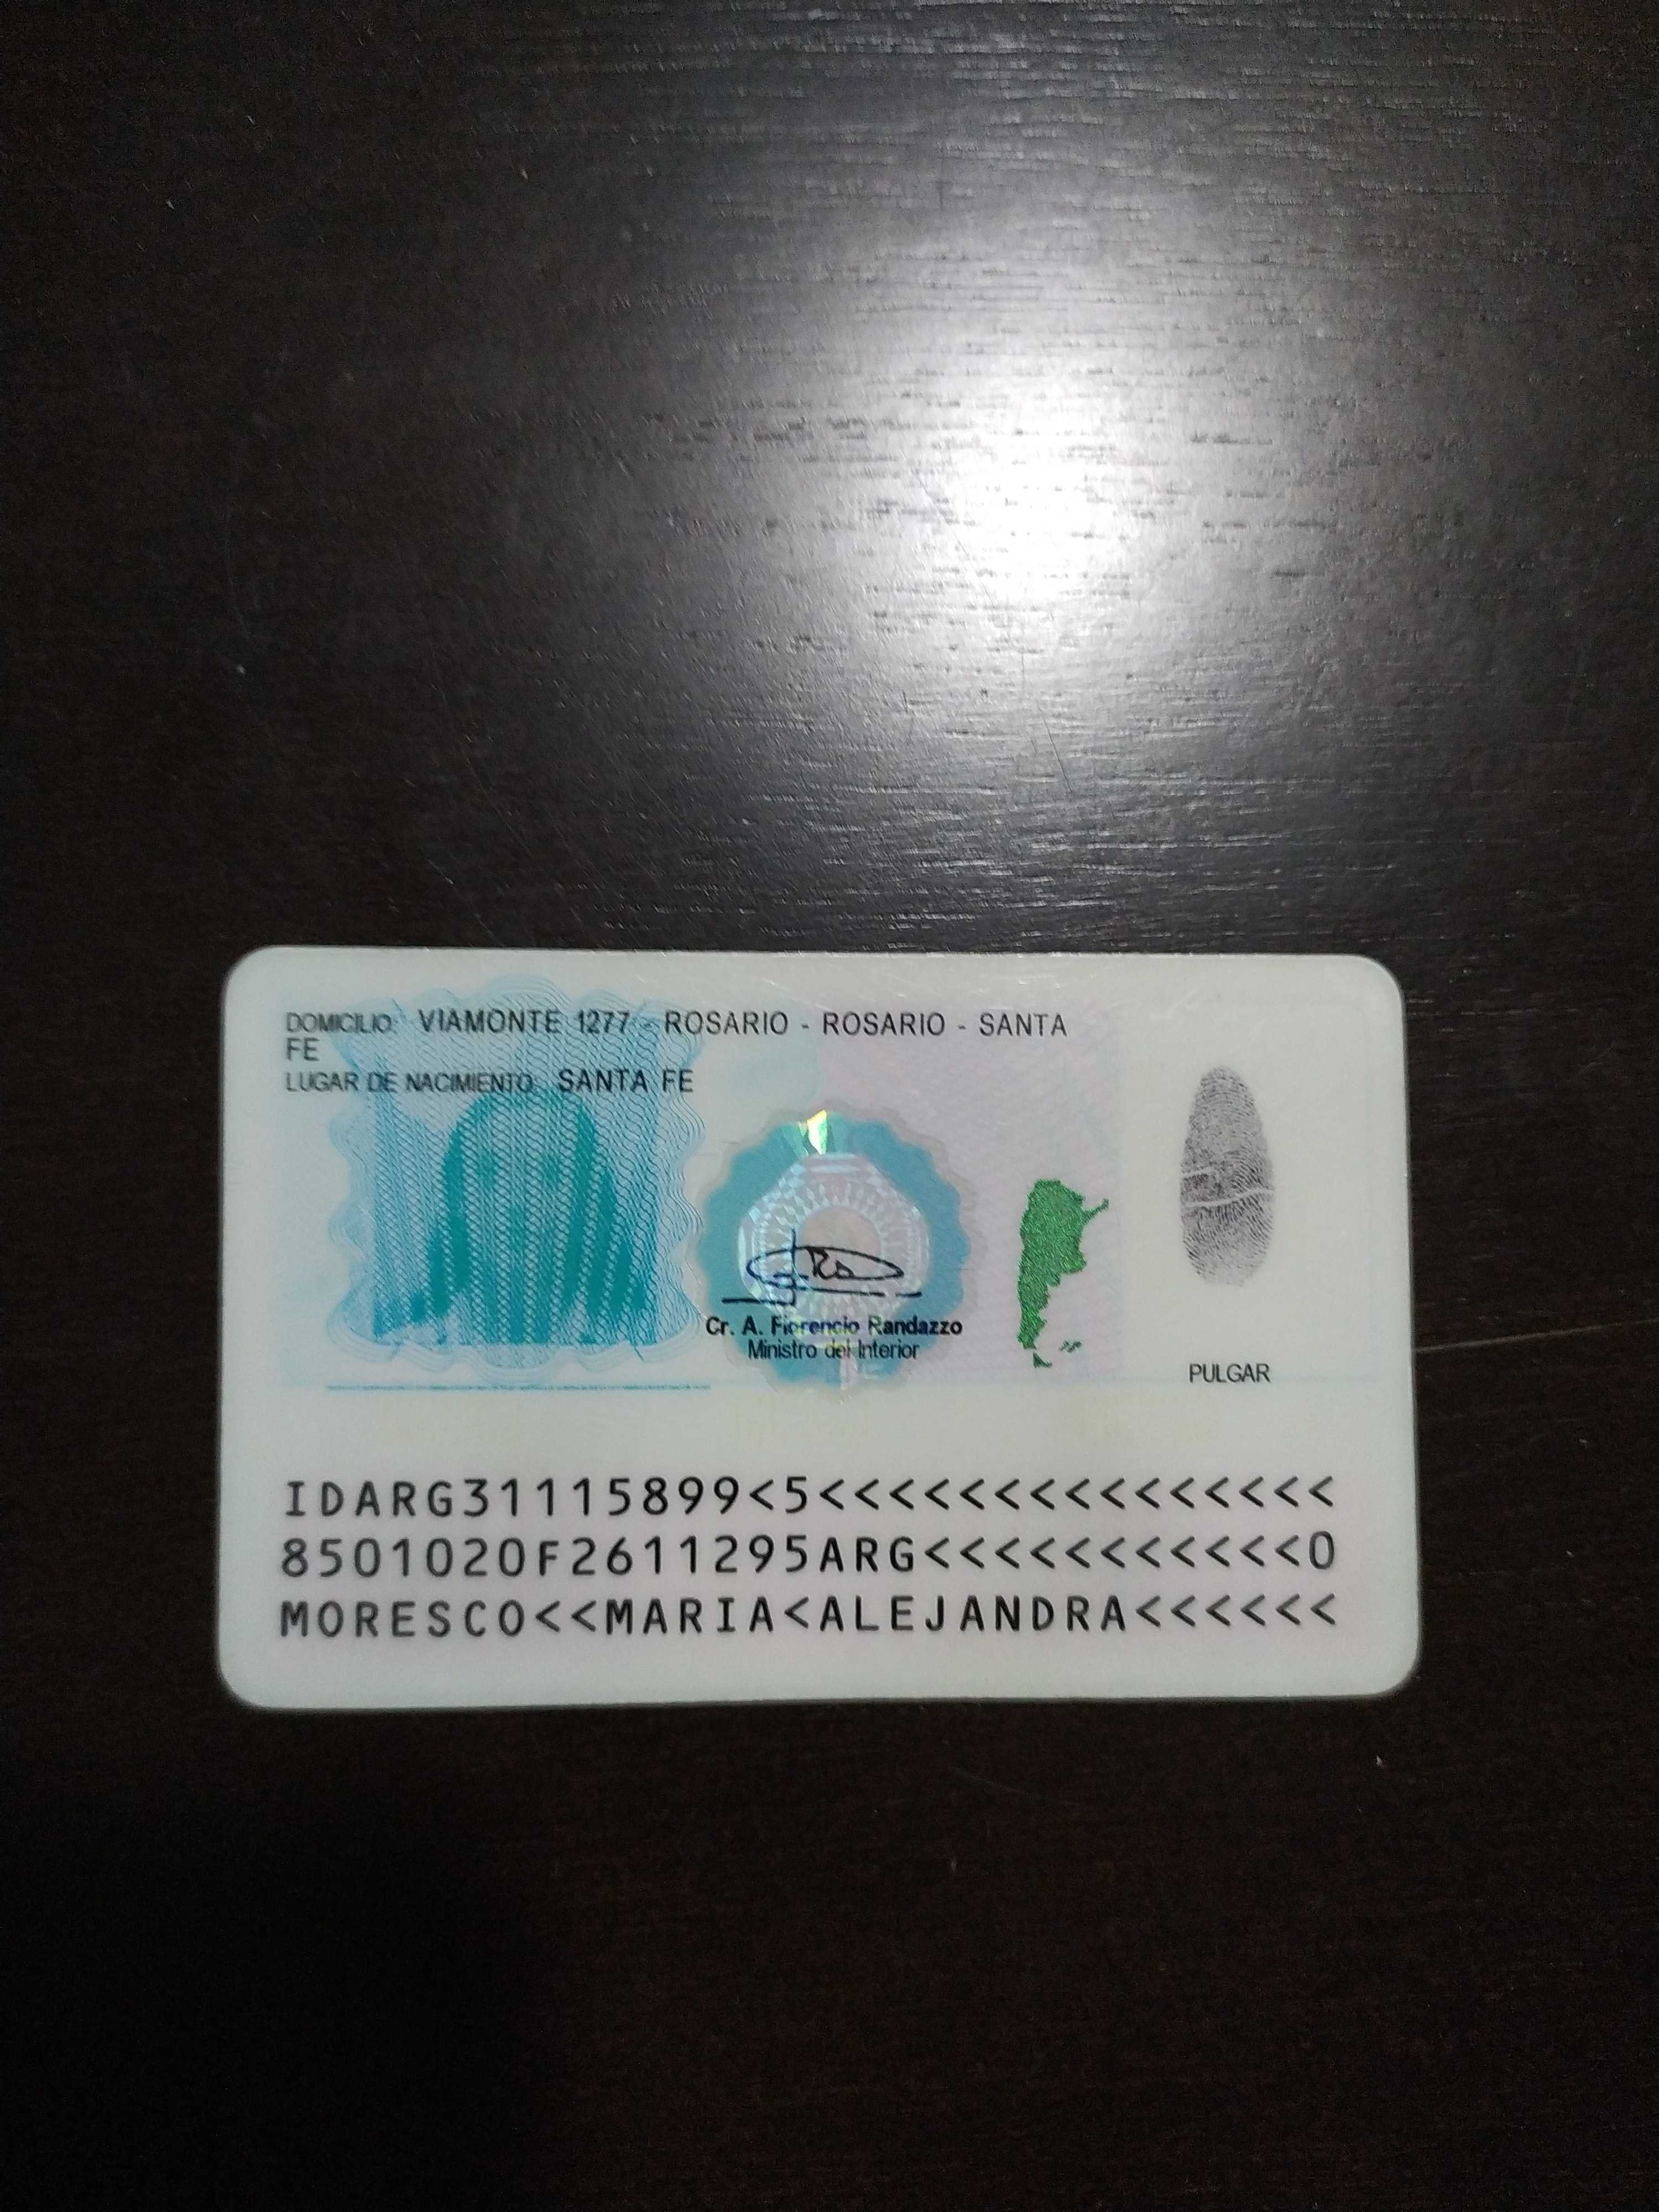 DOMICILIO: VIAMONTE 1277 - ROSARIO - ROSARIO - SANTA
FE
LUGAR DE NACIMIENTO: SANTA FE
Cr. A. Florencio Randazzo
Ministro del Interior
PULGAR
IDARG31115899<5<<<<<<<<<<<<<<<
8501020F2611295ARG<<<<<<<<<<<0
MORESCO<<MARIA<ALEJANDRA<<<<<<